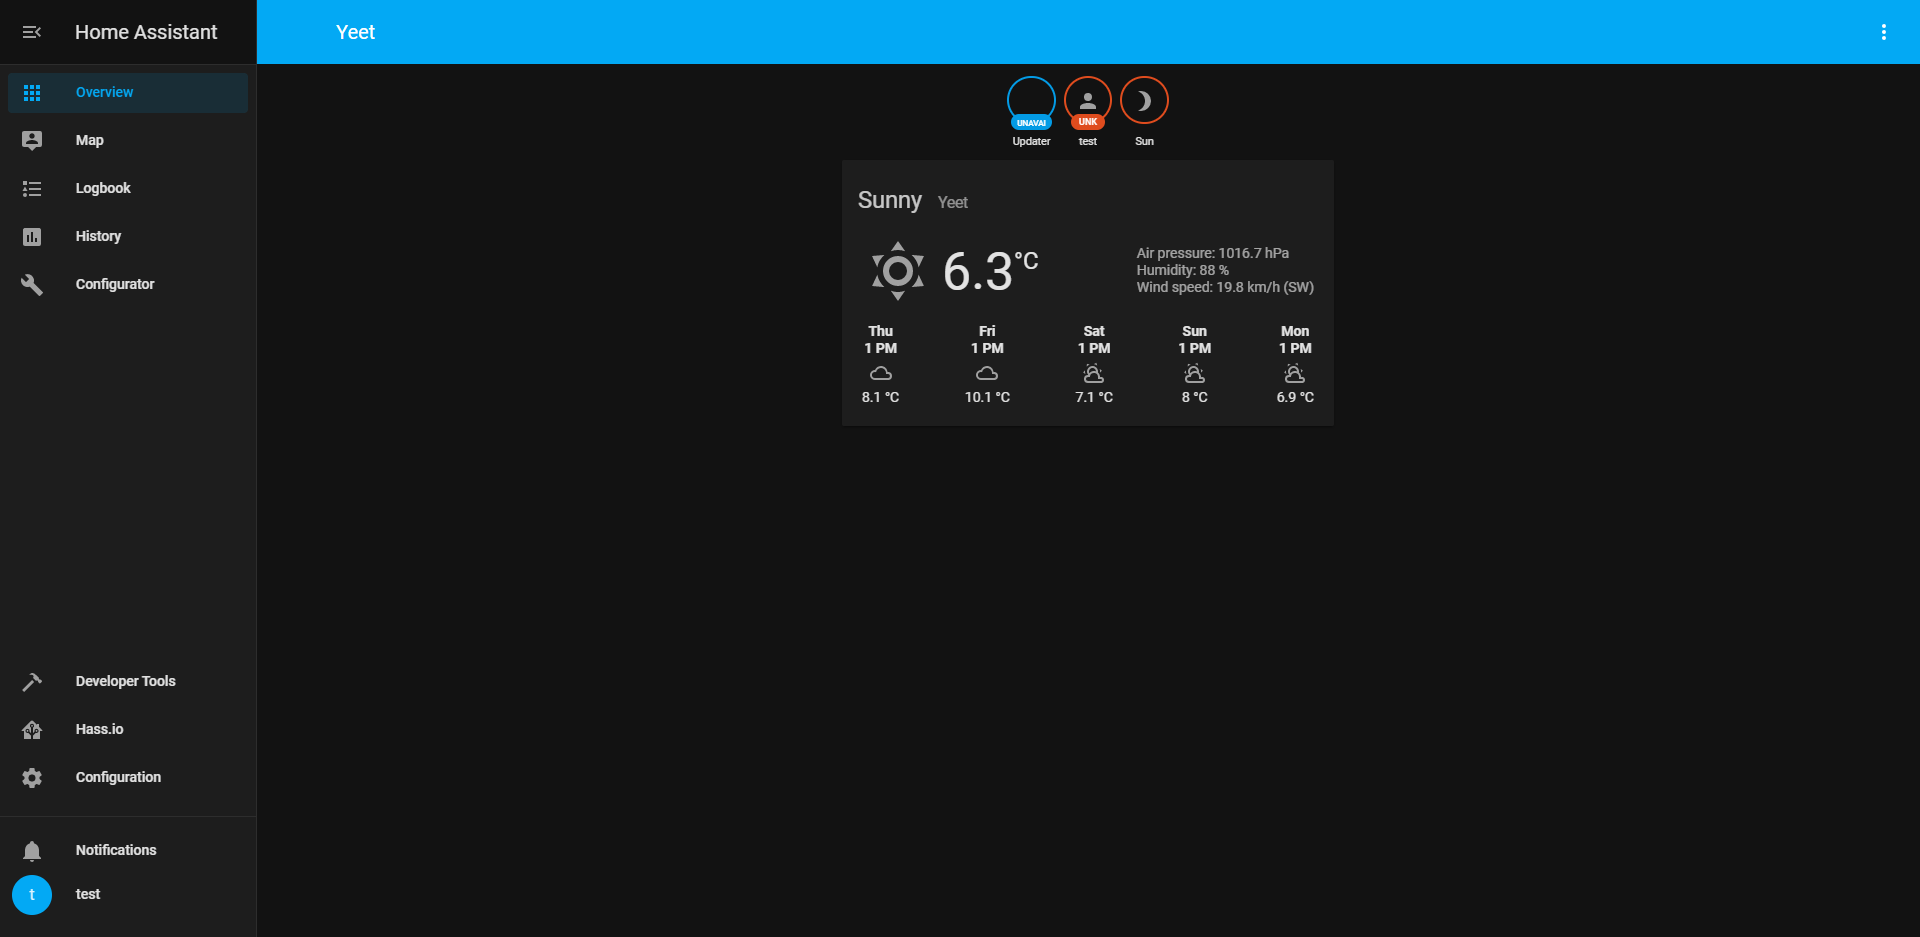 Home Assistant
Yeet
Overview
Map
Logbook
History
Configurator
Developer Tools
Hass.io
Configuration
Notifications
t
test
UNAVAI
UNK
Updater
test
Sun
Sunny Yeet
6.3 °C
Air pressure: 1016.7 hPa
Humidity: 88 %
Wind speed: 19.8 km/h (SW)
Thu Fri Sat Sun Mon
1 PM 1 PM 1 PM 1 PM 1 PM
8.1 °C 10.1 °C 7.1 °C 8 °C 6.9 °C